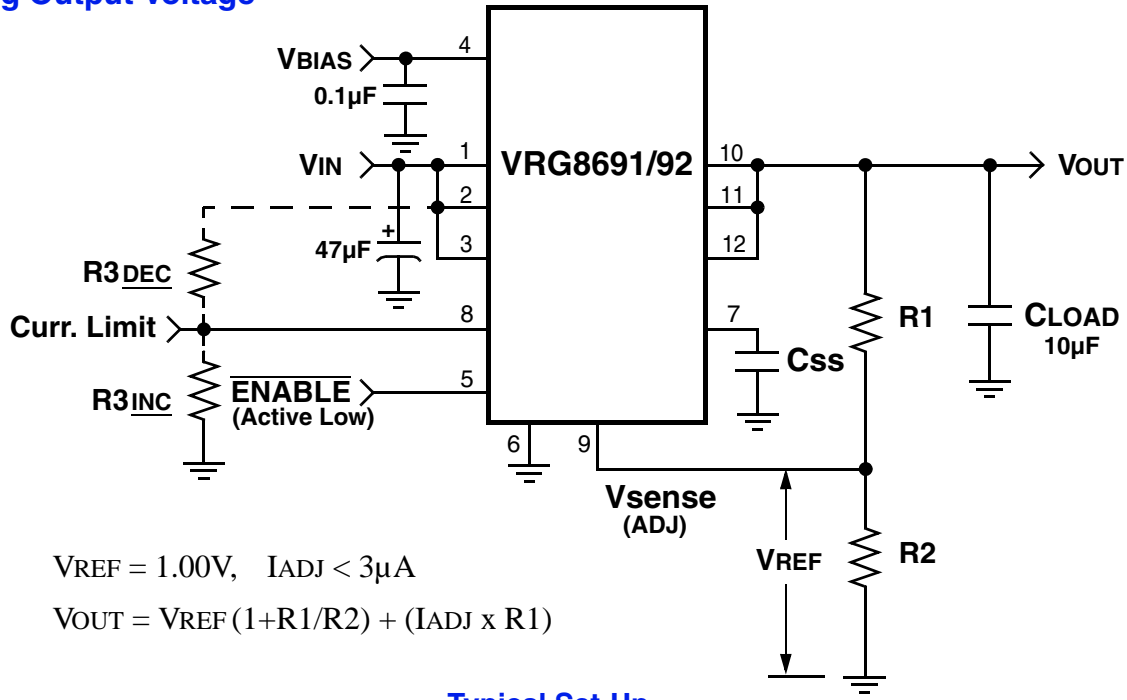 g Output Voltage
VBIAS
4
0.1µF
VIN
1
VRG8691/92
10
VOUT
2
11
+
47µF
3
12
R3DEC
Curr. Limit
8
7
R1
CLOAD
10µF
Css
R3INC
ENABLE
(Active Low)
5
6
9
Vsense
(ADJ)
VREF
R2
VREF = 1.00V, IADJ < 3µA
VOUT = VREF (1+R1/R2) + (IADJ x R1)
Typical Set Up